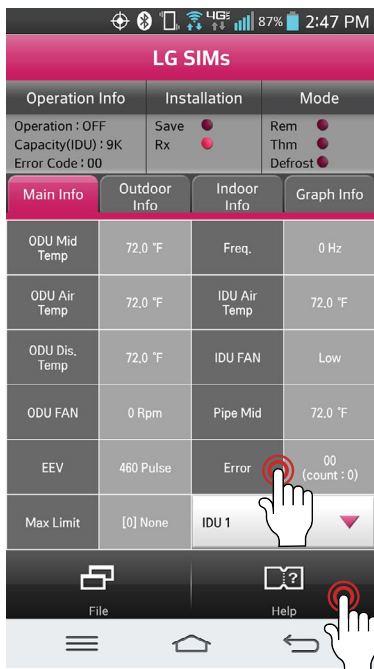 4G 87% 2:47 PM
LG SIMs
Operation Info Installation Mode
Operation : OFF Save Rem
Capacity(IDU) : 9K Rx Thm
Error Code : 00 Defrost
Main Info Outdoor Info Indoor Info Graph Info
ODU Mid Temp 72.0 °F Freq. 0 Hz
ODU Air Temp 72.0 °F IDU Air Temp 72.0 °F
ODU Dis. Temp 72.0 °F IDU FAN Low
ODU FAN 0 Rpm Pipe Mid 72.0 °F
EEV 460 Pulse Error 00 (count : 0)
Max Limit [0] None IDU 1
File Help